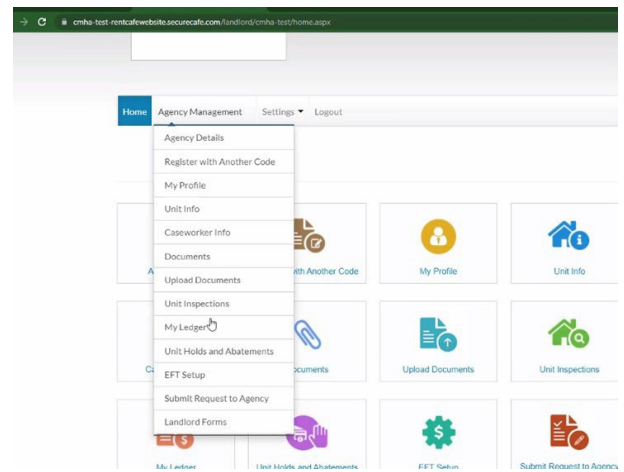 cmha-test-rentcafewebsite.securecafe.com/landlord/cmha-test/home.aspx
Home Agency Management Settings Logout
Agency Details
Register with Another Code
My Profile
Unit Info
Caseworker Info
Documents
Upload Documents
Unit Inspections
My Ledger
Unit Holds and Abatements
EFT Setup
Submit Request to Agency
Landlord Forms
A
ith Another Code
My Profile
Unit Info
Ca
ocuments
Upload Documents
Unit Inspections
My Ledger
Unit Holds and Abatements
EFT Setup
Submit Request to Agency